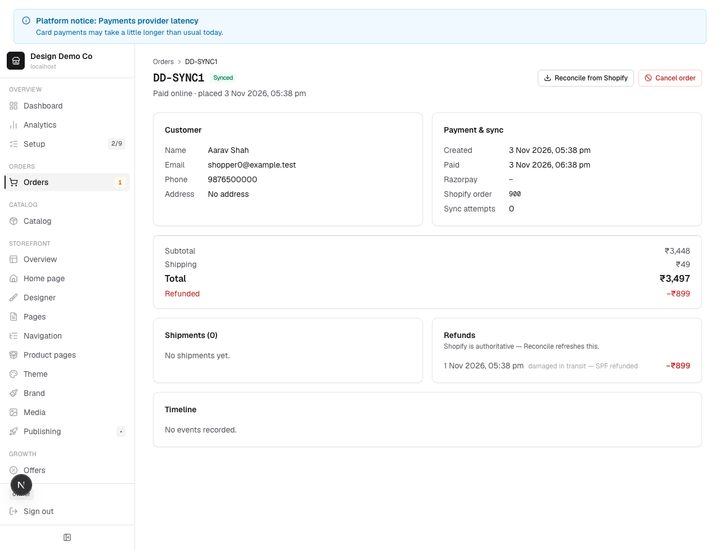 Platform notice: Payments provider latency
Card payments may take a little longer than usual today.
Design Demo Co
localhost
OVERVIEW
Dashboard
Analytics
Setup 2/9
ORDERS
Orders 1
CATALOG
Catalog
STOREFRONT
Overview
Home page
Designer
Pages
Navigation
Product pages
Theme
Brand
Media
Publishing
GROWTH
Offers
N
Sign out
Orders > DD-SYNC1
DD-SYNC1 Synced
Paid online · placed 3 Nov 2026, 05:38 pm
Reconcile from Shopify
Cancel order
Customer
Name Aarav Shah
Email shopper0@example.test
Phone 9876500000
Address No address
Payment & sync
Created 3 Nov 2026, 05:38 pm
Paid 3 Nov 2026, 06:38 pm
Razorpay –
Shopify order 900
Sync attempts 0
Subtotal ₹3,448
Shipping ₹49
Total ₹3,497
Refunded −₹899
Shipments (0)
No shipments yet.
Refunds
Shopify is authoritative — Reconcile refreshes this.
1 Nov 2026, 05:38 pm damaged in transit — SPF refunded −₹899
Timeline
No events recorded.